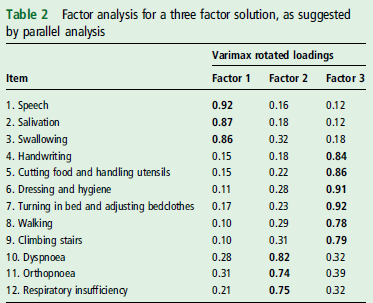 Table 2 Factor analysis for a three factor solution, as suggested
by parallel analysis
Varimax rotated loadings
Item Factor 1 Factor 2 Factor 3
1. Speech 0.92 0.16 0.12
2. Salivation 0.87 0.18 0.12
3. Swallowing 0.86 0.32 0.18
4. Handwriting 0.15 0.18 0.84
5. Cutting food and handling utensils 0.15 0.22 0.86
6. Dressing and hygiene 0.11 0.28 0.91
7. Turning in bed and adjusting bedclothes 0.17 0.23 0.92
8. Walking 0.10 0.29 0.78
9. Climbing stairs 0.10 0.31 0.79
10. Dyspnoea 0.28 0.82 0.32
11. Orthopnoea 0.31 0.74 0.39
12. Respiratory insufficiency 0.21 0.75 0.32